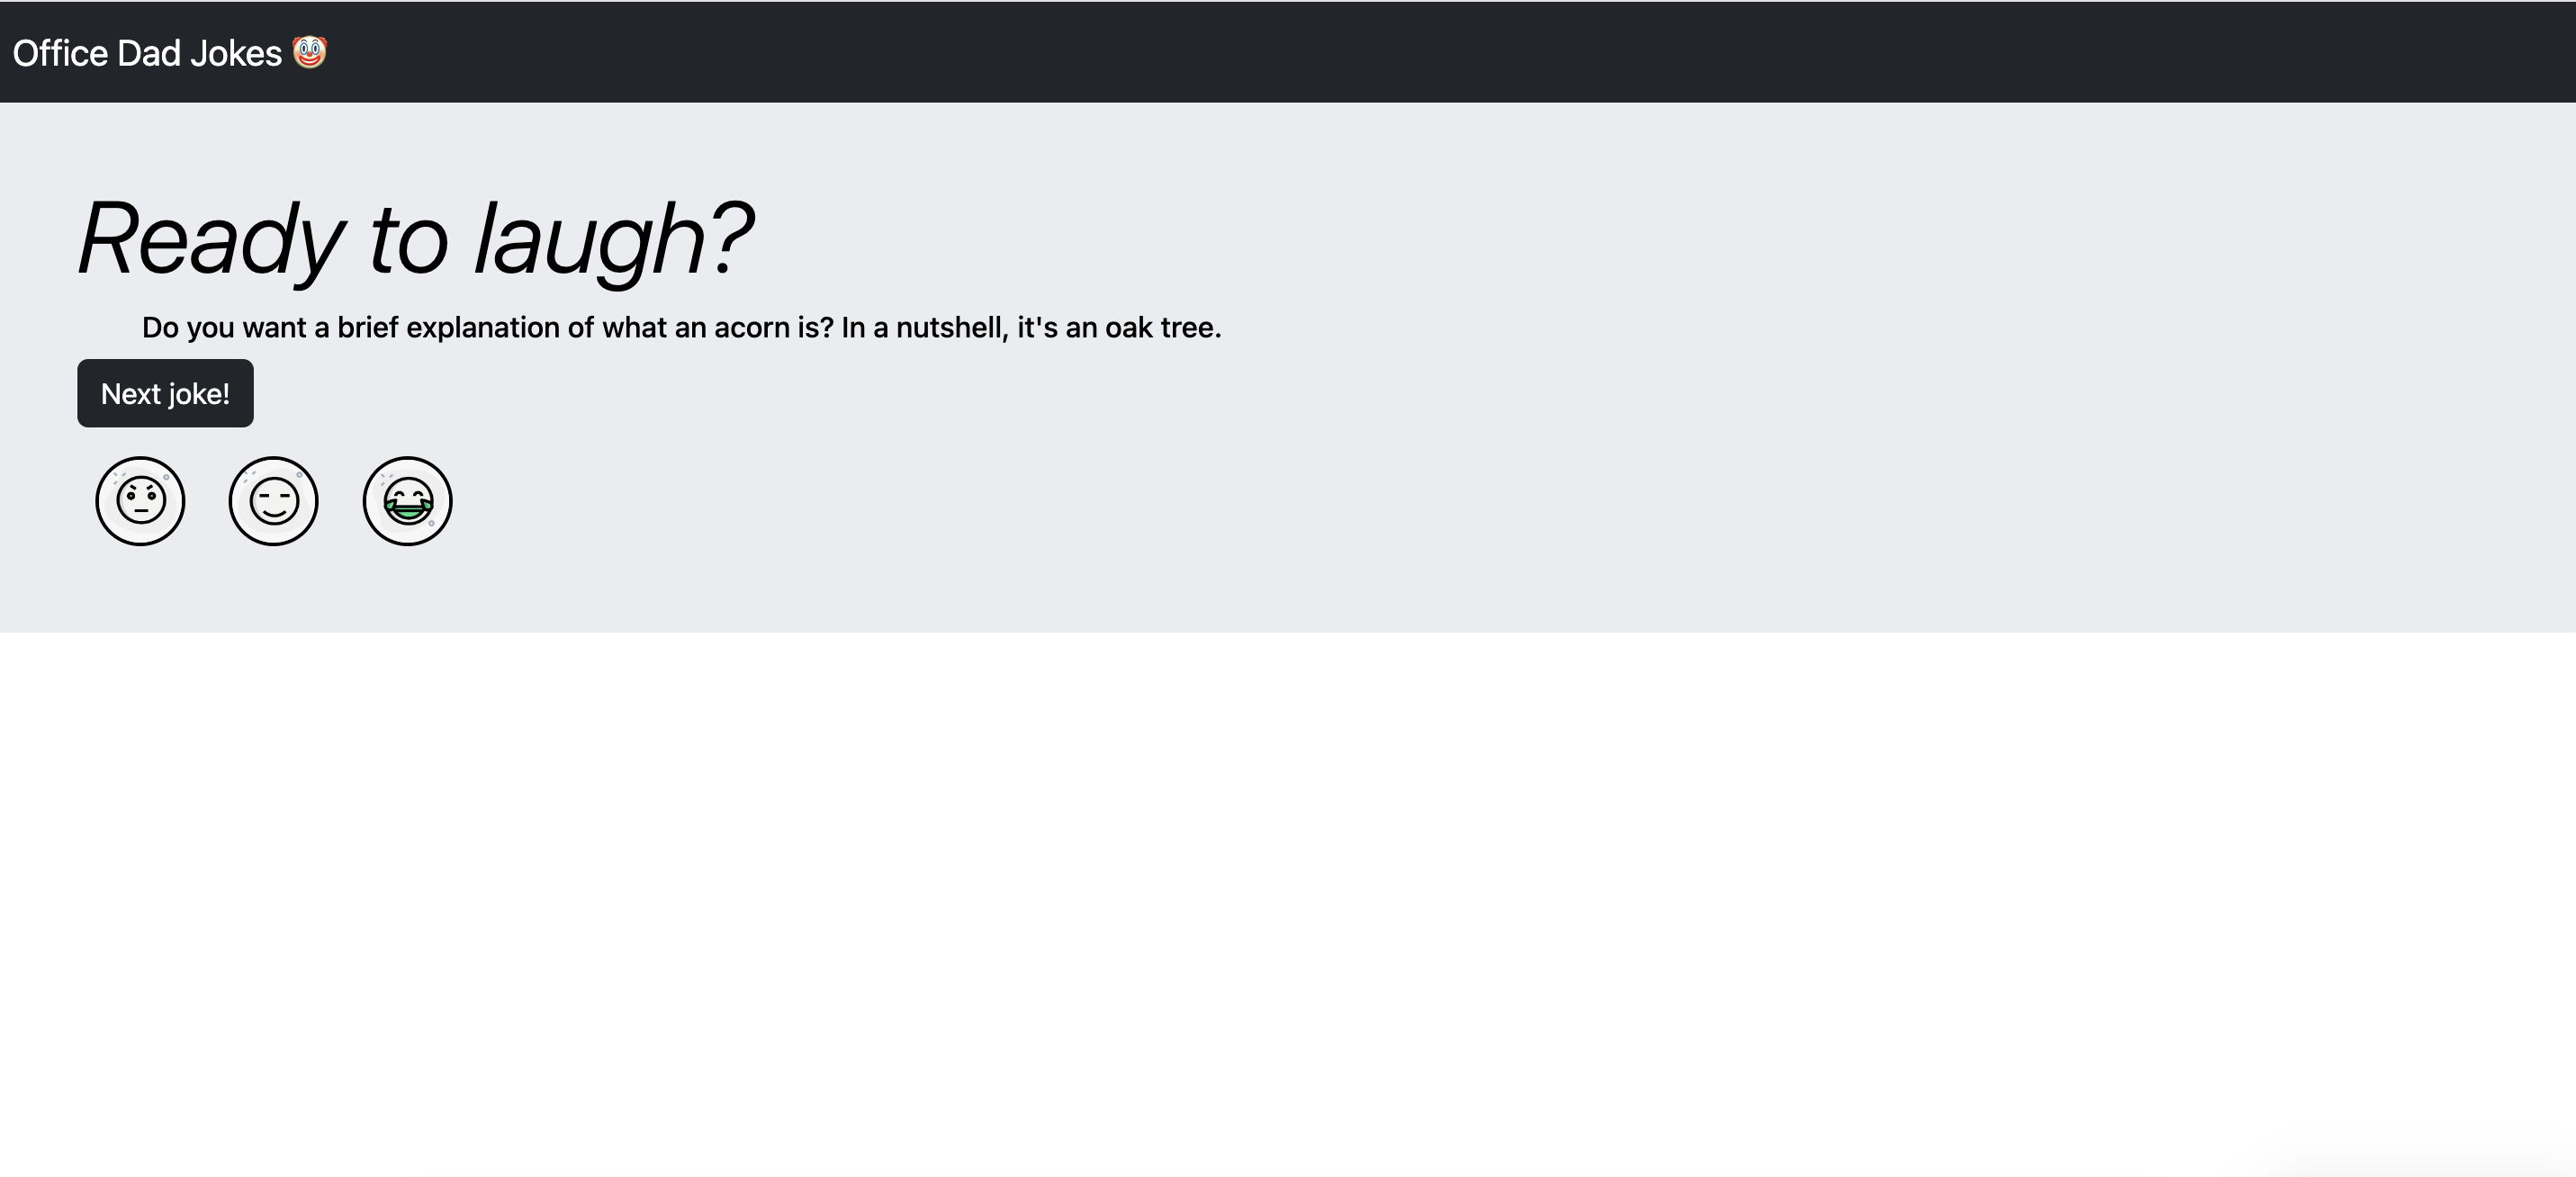 Office Dad Jokes 🤡
Ready to laugh?
Do you want a brief explanation of what an acorn is? In a nutshell, it's an oak tree.
Next joke!